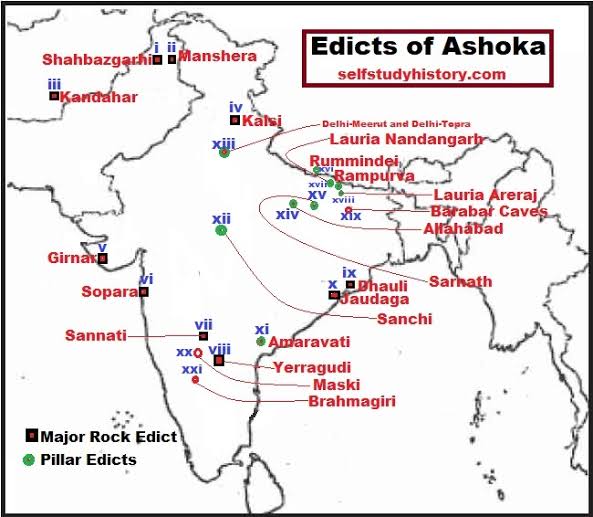 Edicts of Ashoka
selfstudyhistory.com
i
ii
Shahbazgarhi
Manshera
iii
Kandahar
iv
Kalsi
xiii
Delhi-Meerut and Delhi-Topra
Lauria Nandangarh
Rummindei
xvi
Rampurva
xvii
Lauria Areraj
xviii
xiv
xv
xix
Barabar Caves
Allahabad
xii
v
Girnar
vi
Sopara
ix
Dhauli
x
Jaudaga
Sarnath
Sanchi
vii
Sannati
xi
Amaravati
xx
viii
Yerragudi
xxi
Maski
Brahmagiri
Major Rock Edict
Pillar Edicts